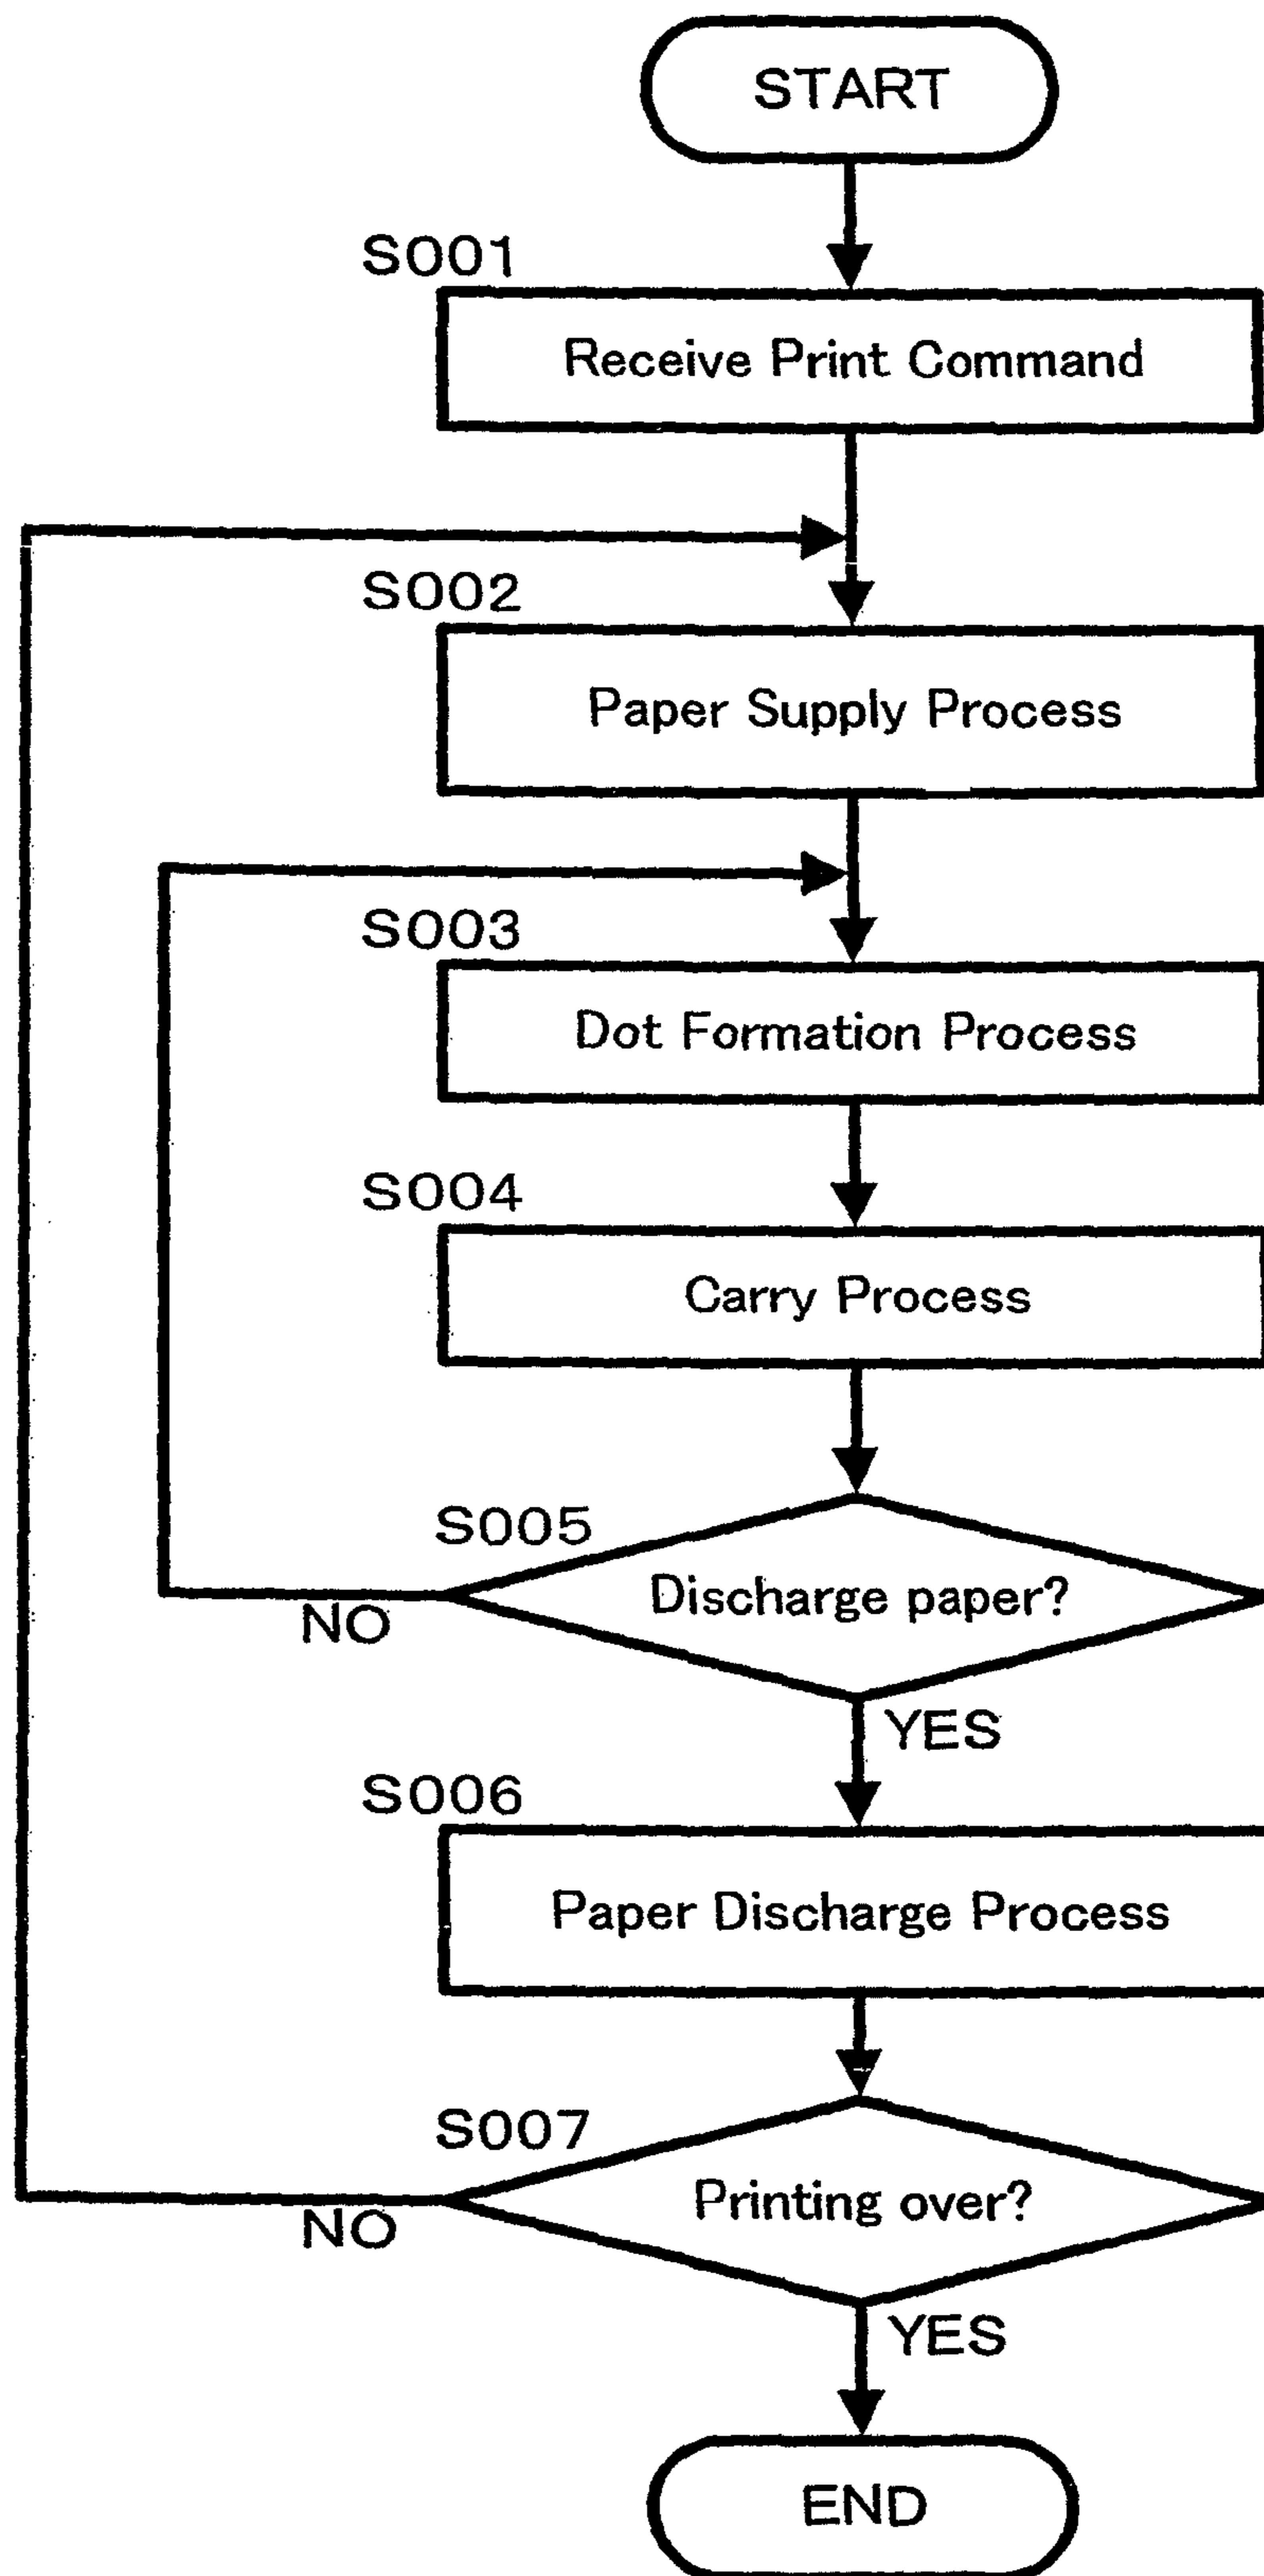 START
S001
Receive Print Command
S002
Paper Supply Process
S003
Dot Formation Process
S004
Carry Process
S005
Discharge paper?
NO
YES
S006
Paper Discharge Process
S007
Printing over?
NO
YES
END